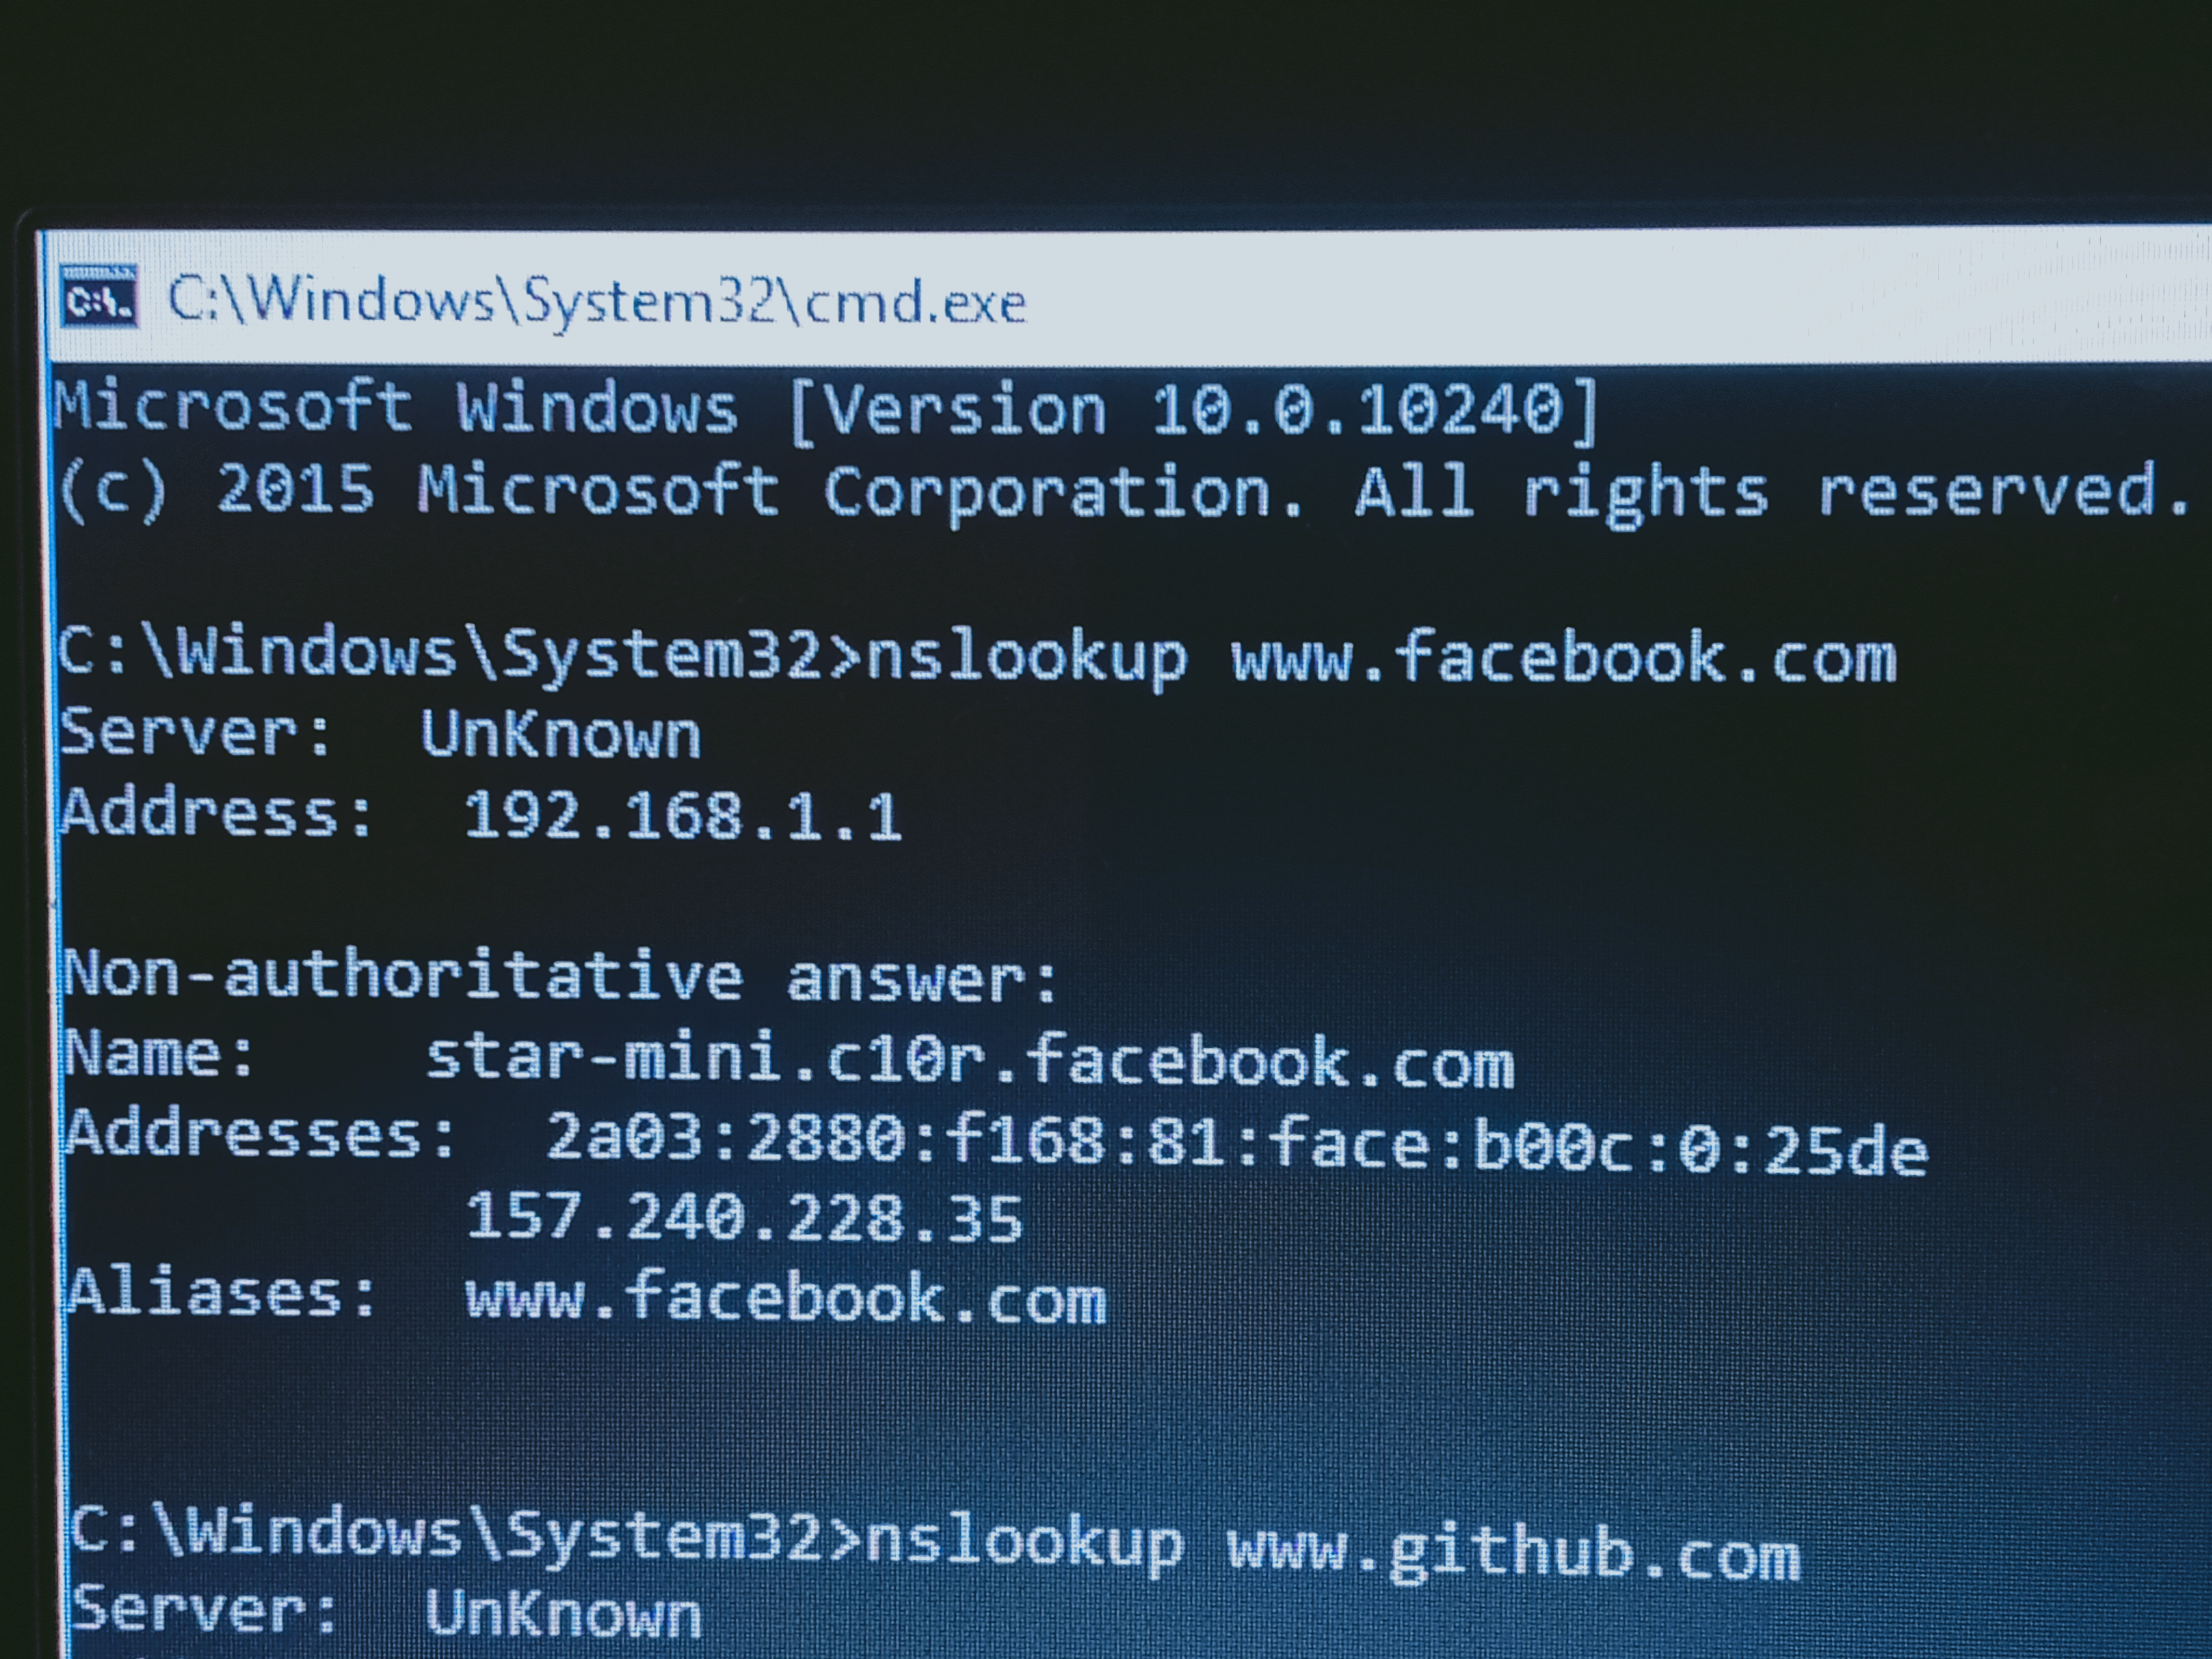 C:\Windows\System32\cmd.exe
Microsoft Windows [Version 10.0.10240]
(c) 2015 Microsoft Corporation. All rights reserved.
C:\Windows\System32>nslookup www.facebook.com
Server:  UnKnown
Address:  192.168.1.1
Non-authoritative answer:
Name:    star-mini.c10r.facebook.com
Addresses:  2a03:2880:f168:81:face:b00c:0:25de
157.240.228.35
Aliases:  www.facebook.com
C:\Windows\System32>nslookup www.github.com
Server:  UnKnown